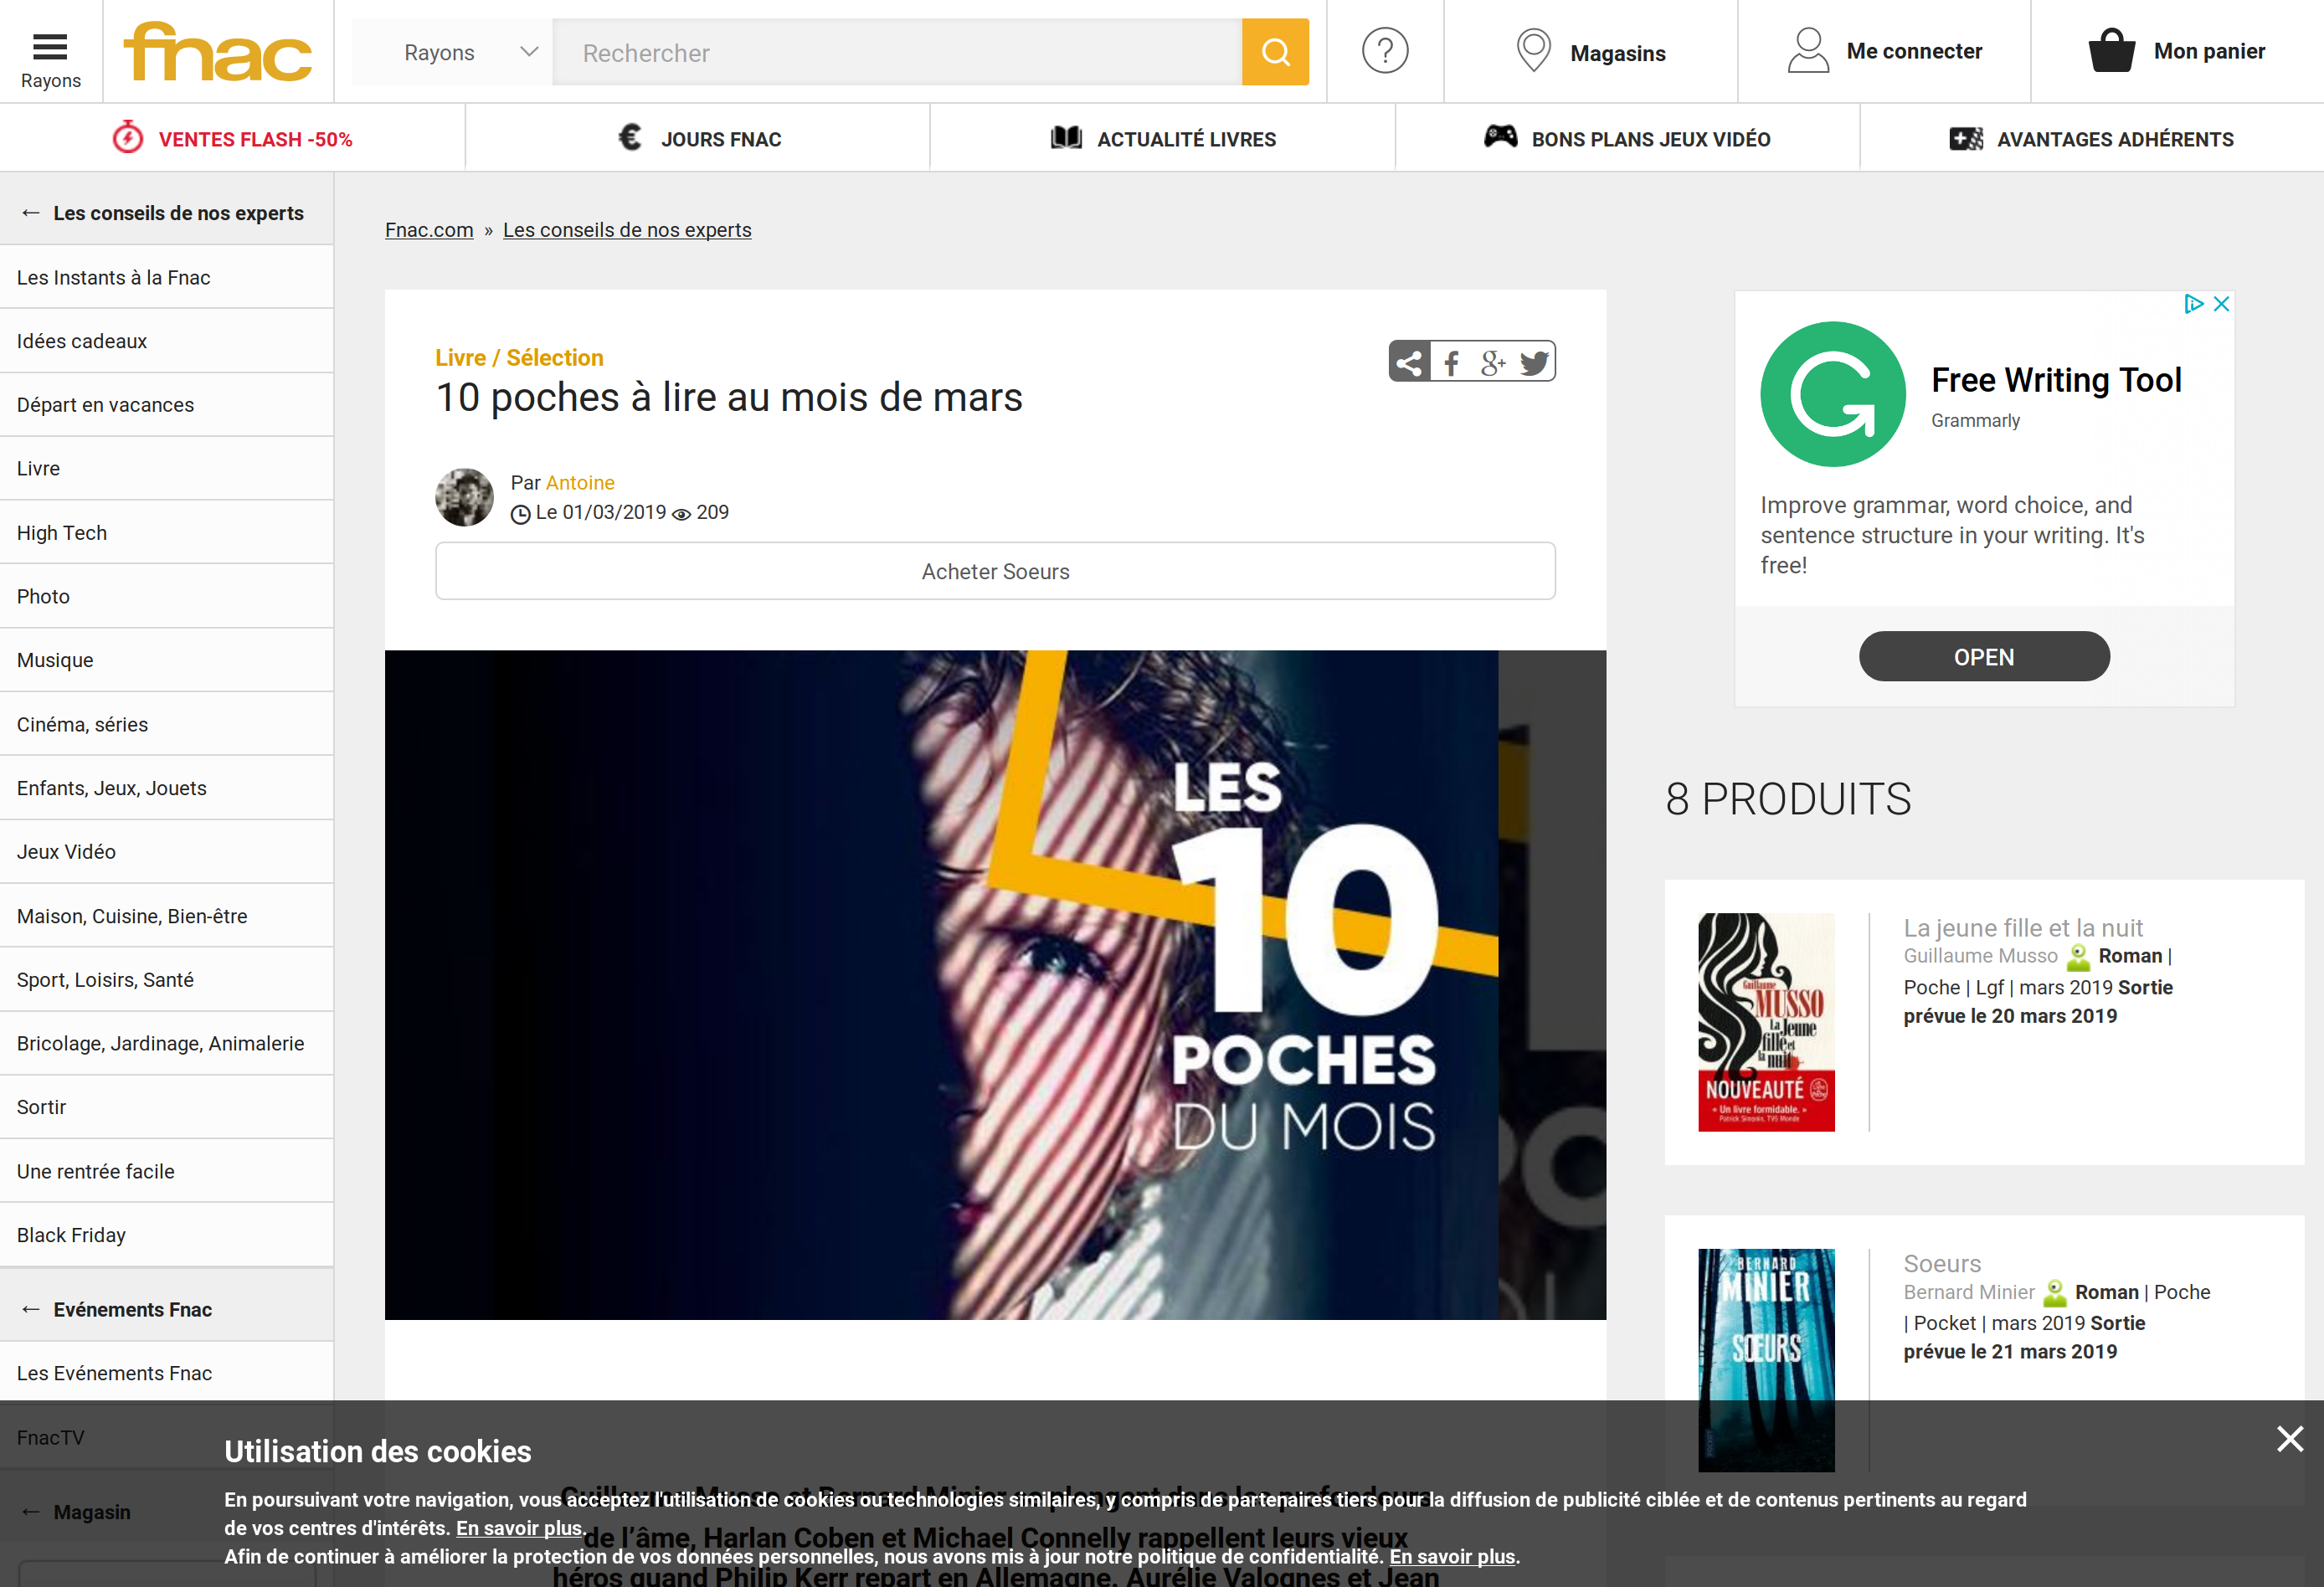 Rayons
fnac
Rayons
Rechercher
?
Magasins
Me connecter
Mon panier
VENTES FLASH -50%
JOURS FNAC
ACTUALITÉ LIVRES
BONS PLANS JEUX VIDÉO
AVANTAGES ADHÉRENTS
← Les conseils de nos experts
Les Instants à la Fnac
Idées cadeaux
Départ en vacances
Livre
High Tech
Photo
Musique
Cinéma, séries
Enfants, Jeux, Jouets
Jeux Vidéo
Maison, Cuisine, Bien-être
Sport, Loisirs, Santé
Bricolage, Jardinage, Animalerie
Sortir
Une rentrée facile
Black Friday
← Evénements Fnac
Les Evénements Fnac
FnacTV
← Magasin
Fnac.com » Les conseils de nos experts
Livre / Sélection
10 poches à lire au mois de mars
Par Antoine
Le 01/03/2019 209
Acheter Soeurs
LES
10
POCHES
DU MOIS
Free Writing Tool
Grammarly
Improve grammar, word choice, and
sentence structure in your writing. It's
free!
OPEN
8 PRODUITS
Guillaume
MUSSO
La Jeune
fille et
la nuit
NOUVEAUTÉ
« Un livre formidable. »
Patrick Simonin, TV5 Monde
La jeune fille et la nuit
Guillaume Musso Roman |
Poche | Lgf | mars 2019 Sortie
prévue le 20 mars 2019
BERNARD
MINIER
SŒURS
Soeurs
Bernard Minier Roman | Poche
| Pocket | mars 2019 Sortie
prévue le 21 mars 2019
Guillaume Musso et Bernard Minier se plongent dans les profondeurs
de l’âme, Harlan Coben et Michael Connelly rappellent leurs vieux
héros quand Philip Kerr repart en Allemagne. Aurélie Valognes et Jean
Utilisation des cookies
En poursuivant votre navigation, vous acceptez l'utilisation de cookies ou technologies similaires, y compris de partenaires tiers pour la diffusion de publicité ciblée et de contenus pertinents au regard
de vos centres d'intérêts. En savoir plus.
Afin de continuer à améliorer la protection de vos données personnelles, nous avons mis à jour notre politique de confidentialité. En savoir plus.